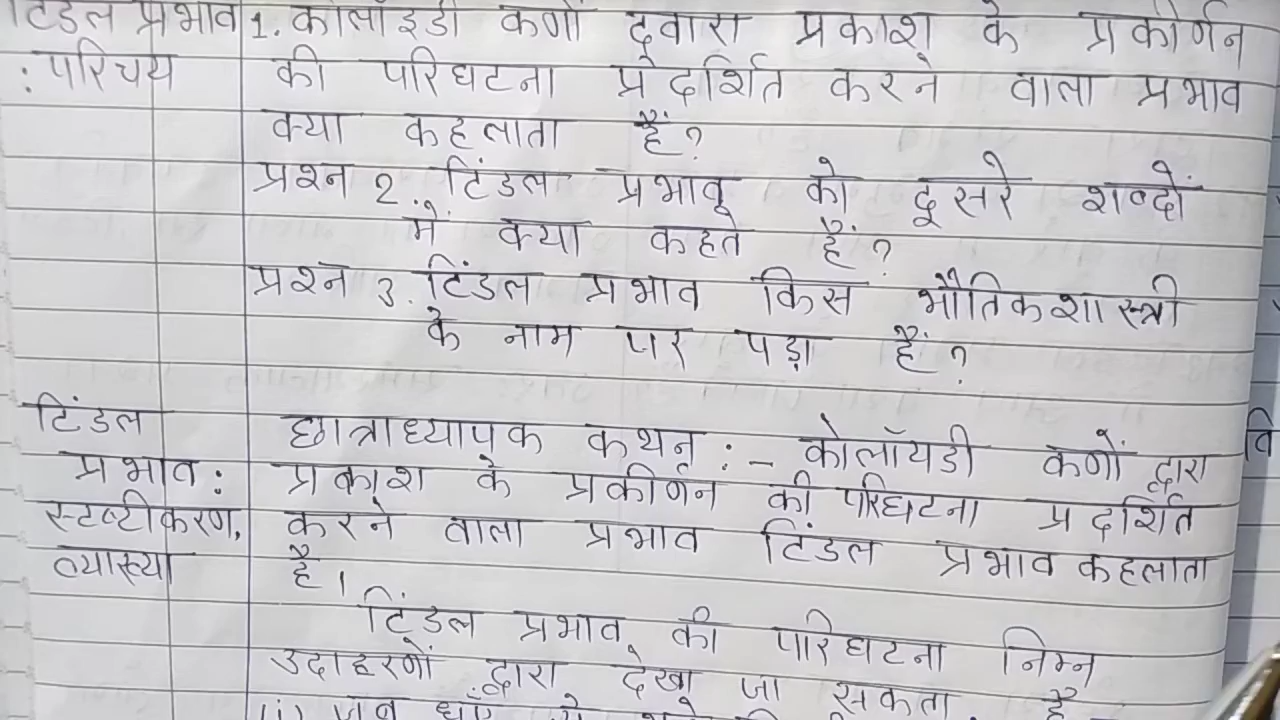 टिंडल प्रभाव 1. कोलॉइडी कणों द्वारा प्रकाश के प्रकीर्णन
: परिचय की परिघटना प्रदर्शित करने वाला प्रभाव
क्या कहलाता हैं?
प्रश्न 2. टिंडल प्रभाव को दूसरे शब्दों
में क्या कहते हैं?
प्रश्न 3. टिंडल प्रभाव किस भौतिकशास्त्री
के नाम पर पड़ा हैं?
टिंडल छात्राध्यापक कथन :- कोलॉयडी कणों द्वारा
प्रभाव: प्रकाश के प्रकीर्णन की परिघटना प्रदर्शित
स्टष्टीकरण, करने वाला प्रभाव टिंडल प्रभाव कहलाता
व्याख्या है।
टिंडल प्रभाव की परिघटना निम्न
उदाहरणों द्वारा देखा जा सकता है
(i) जब